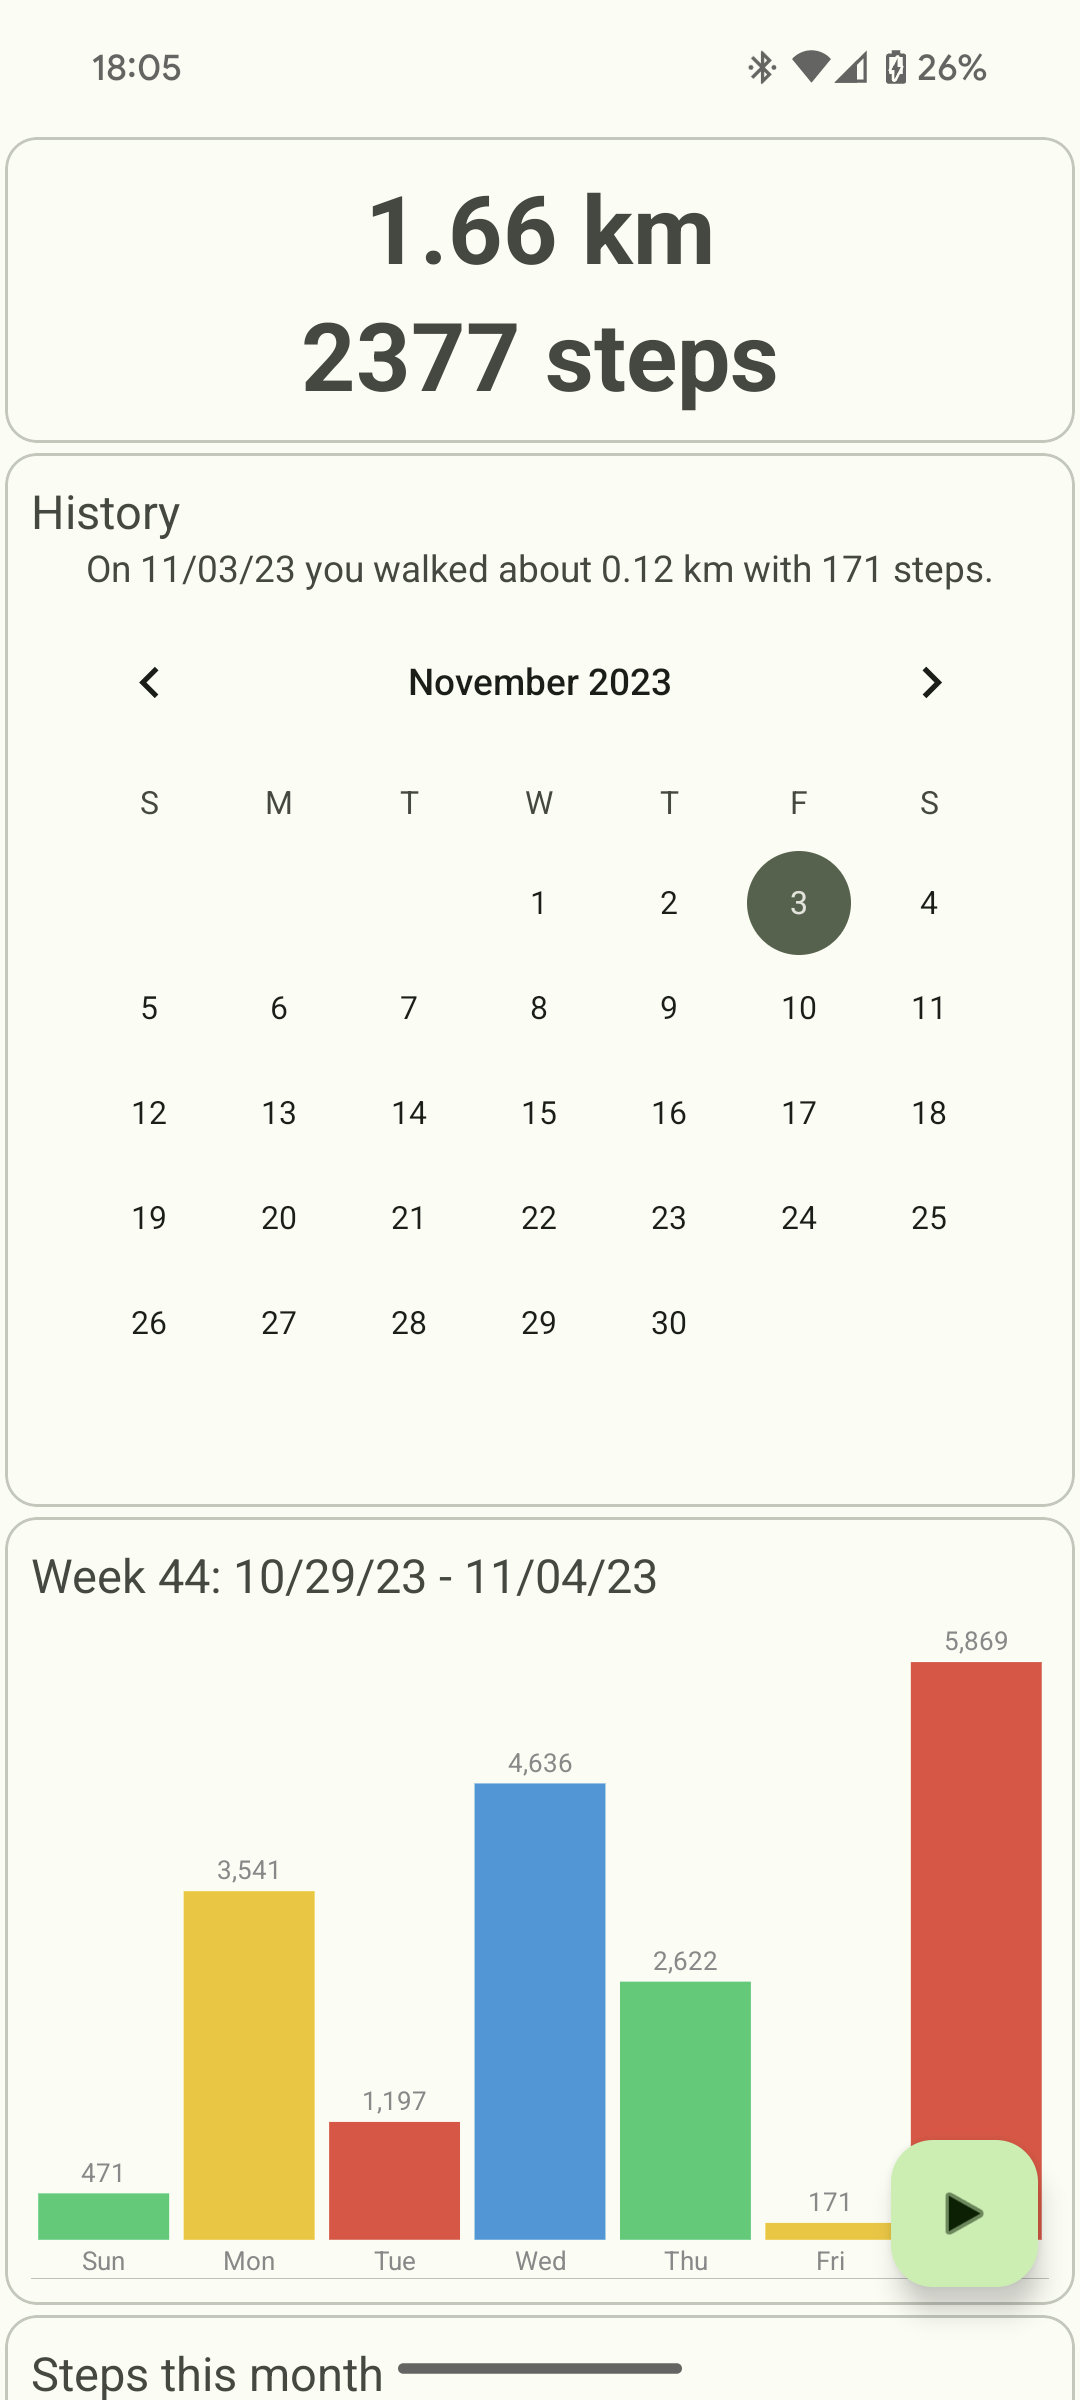 18:05 26%
1.66 km
2377 steps
History
On 11/03/23 you walked about 0.12 km with 171 steps.
November 2023
S M T W T F S
1 2 3 4
5 6 7 8 9 10 11
12 13 14 15 16 17 18
19 20 21 22 23 24 25
26 27 28 29 30
Week 44: 10/29/23 - 11/04/23
5,869
4,636
3,541
2,622
1,197
471
171
Sun Mon Tue Wed Thu Fri
Steps this month